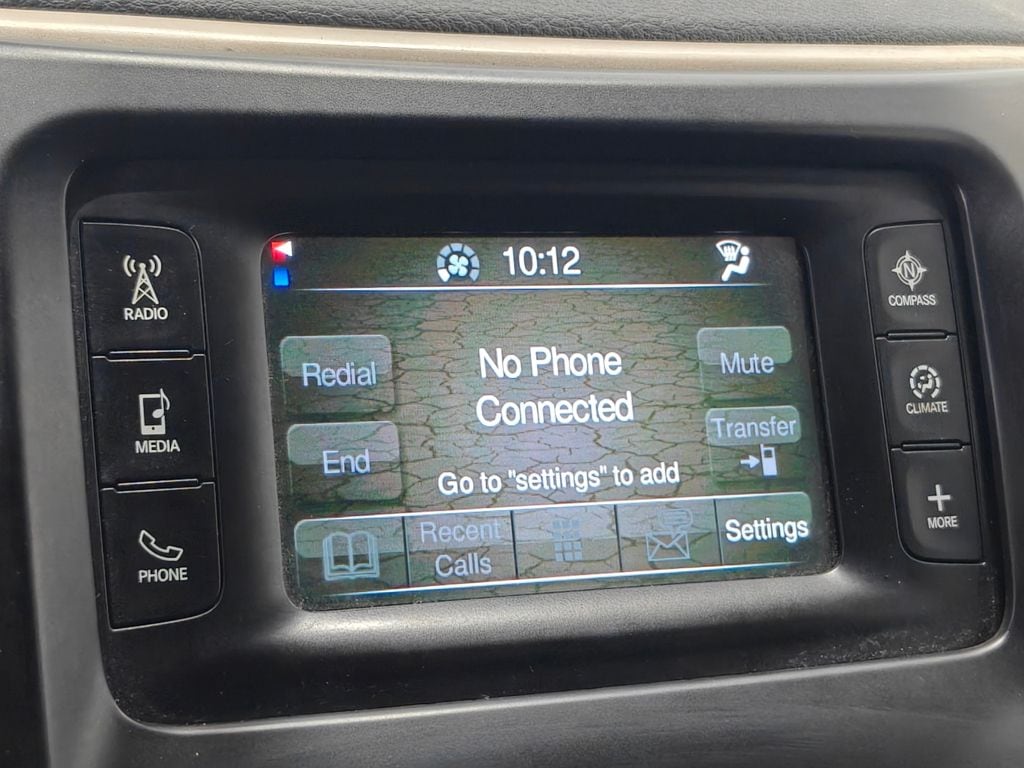 10:12
RADIO
MEDIA
PHONE
Redial
End
No Phone
Connected
Go to "settings" to add
Mute
Transfer
Recent
Calls
Settings
N
COMPASS
CLIMATE
MORE